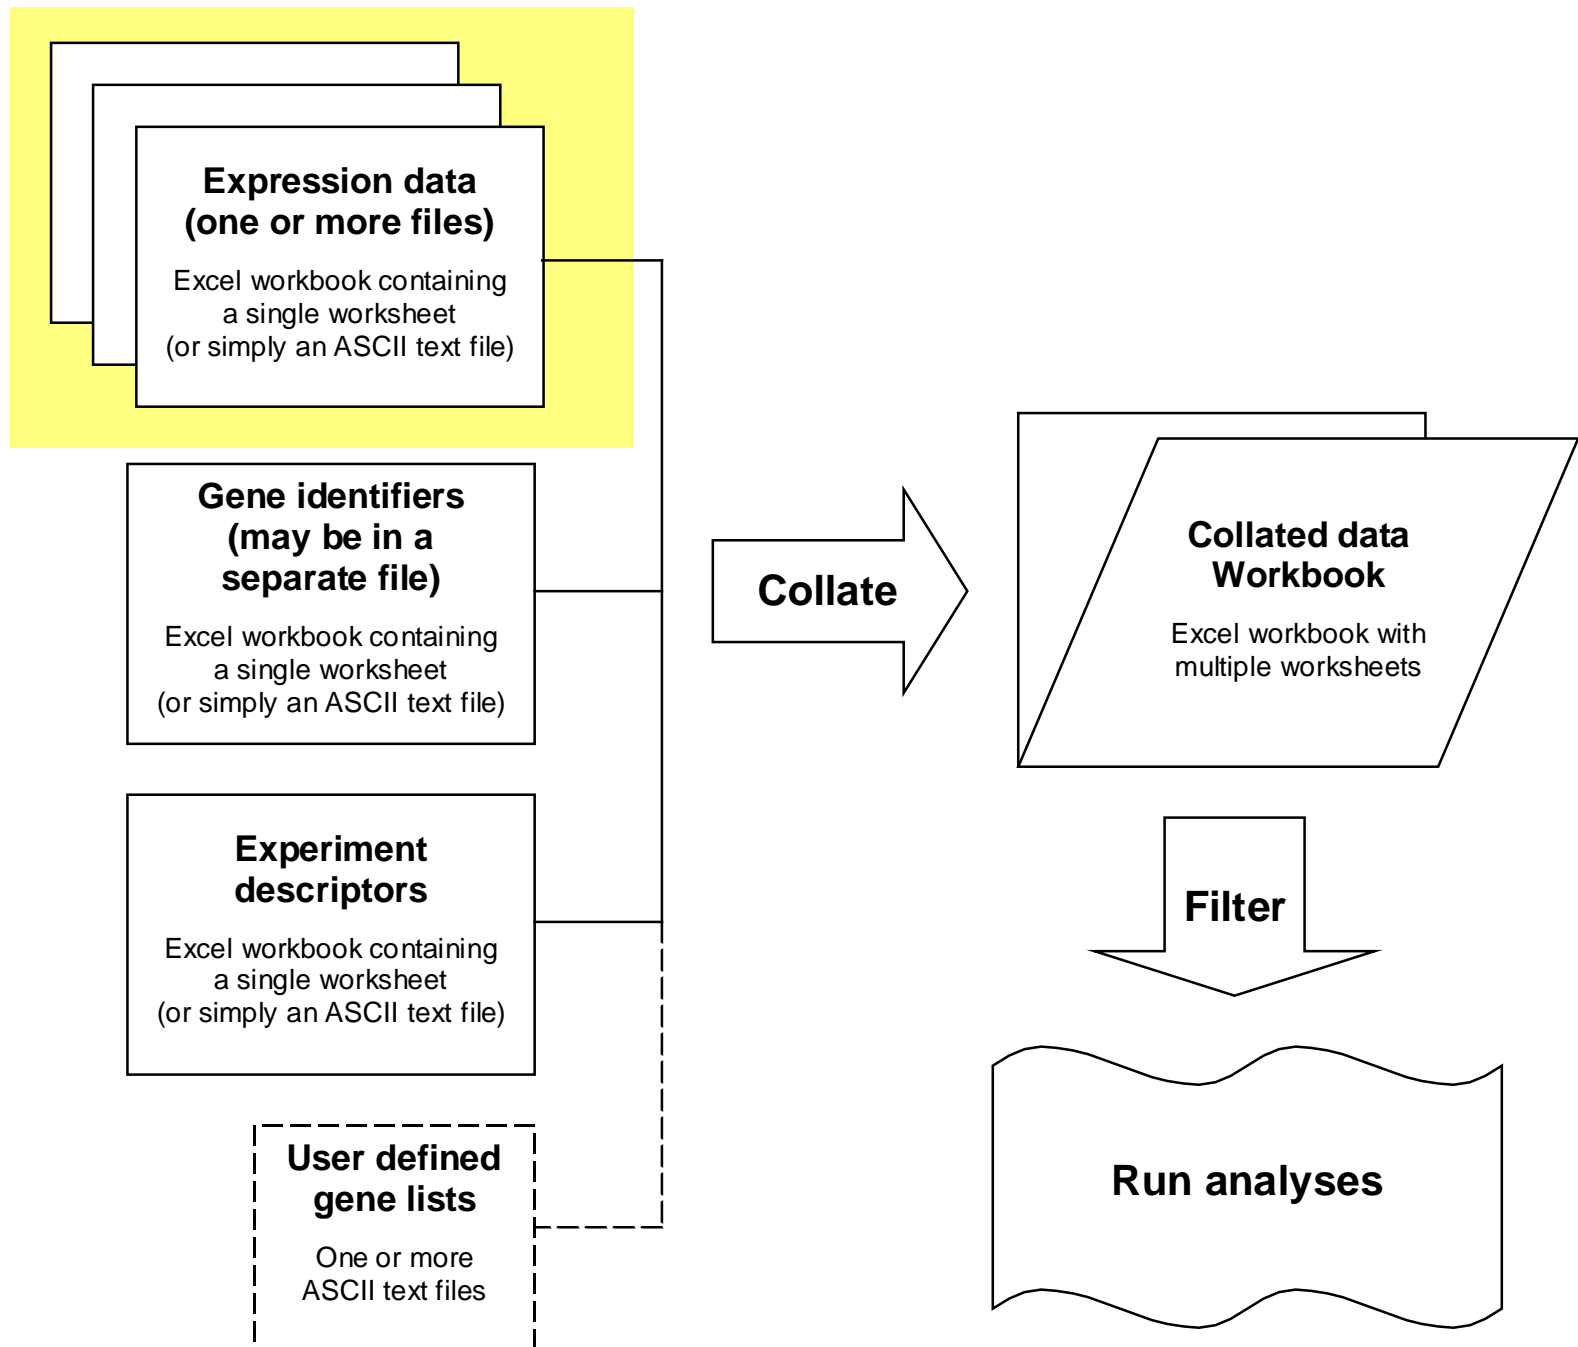 Expression data
(one or more files)
Excel workbook containing
a single worksheet
(or simply an ASCII text file)
Gene identifiers
(may be in a
separate file)
Excel workbook containing
a single worksheet
(or simply an ASCII text file)
Experiment
descriptors
Excel workbook containing
a single worksheet
(or simply an ASCII text file)
User defined
gene lists
One or more
ASCII text files
Collate
Collated data
Workbook
Excel workbook with
multiple worksheets
Filter
Run analyses